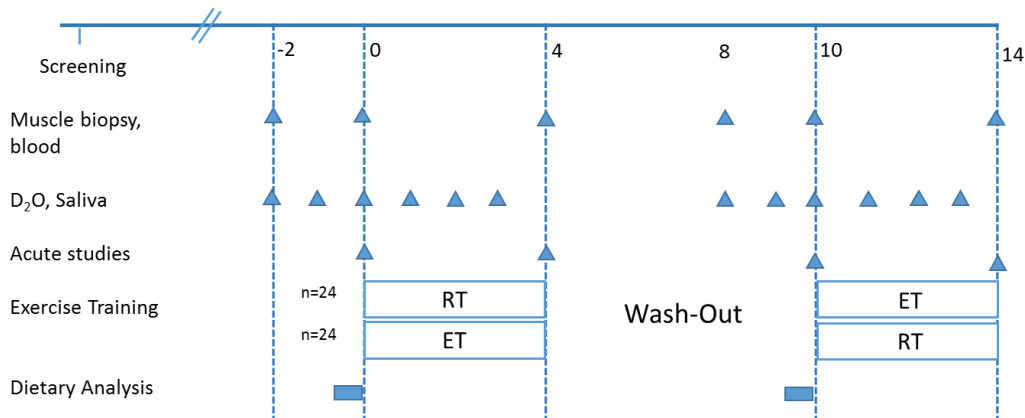 -2 0 4 8 10 14
Screening
Muscle biopsy,
blood
D₂O, Saliva
Acute studies
Exercise Training n=24 RT ET
n=24 ET RT
Wash-Out
Dietary Analysis